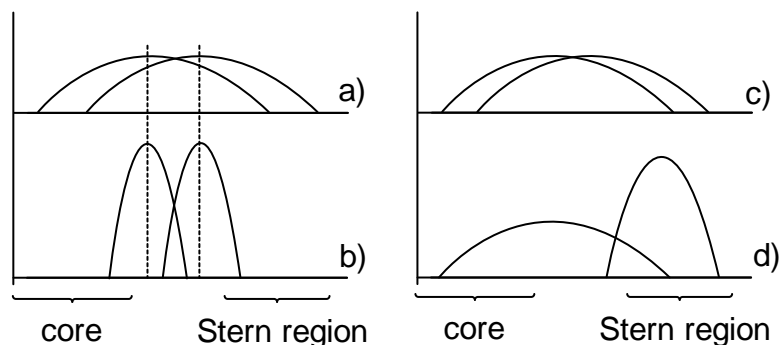 a)
c)
b)
d)
core
Stern region
core
Stern region